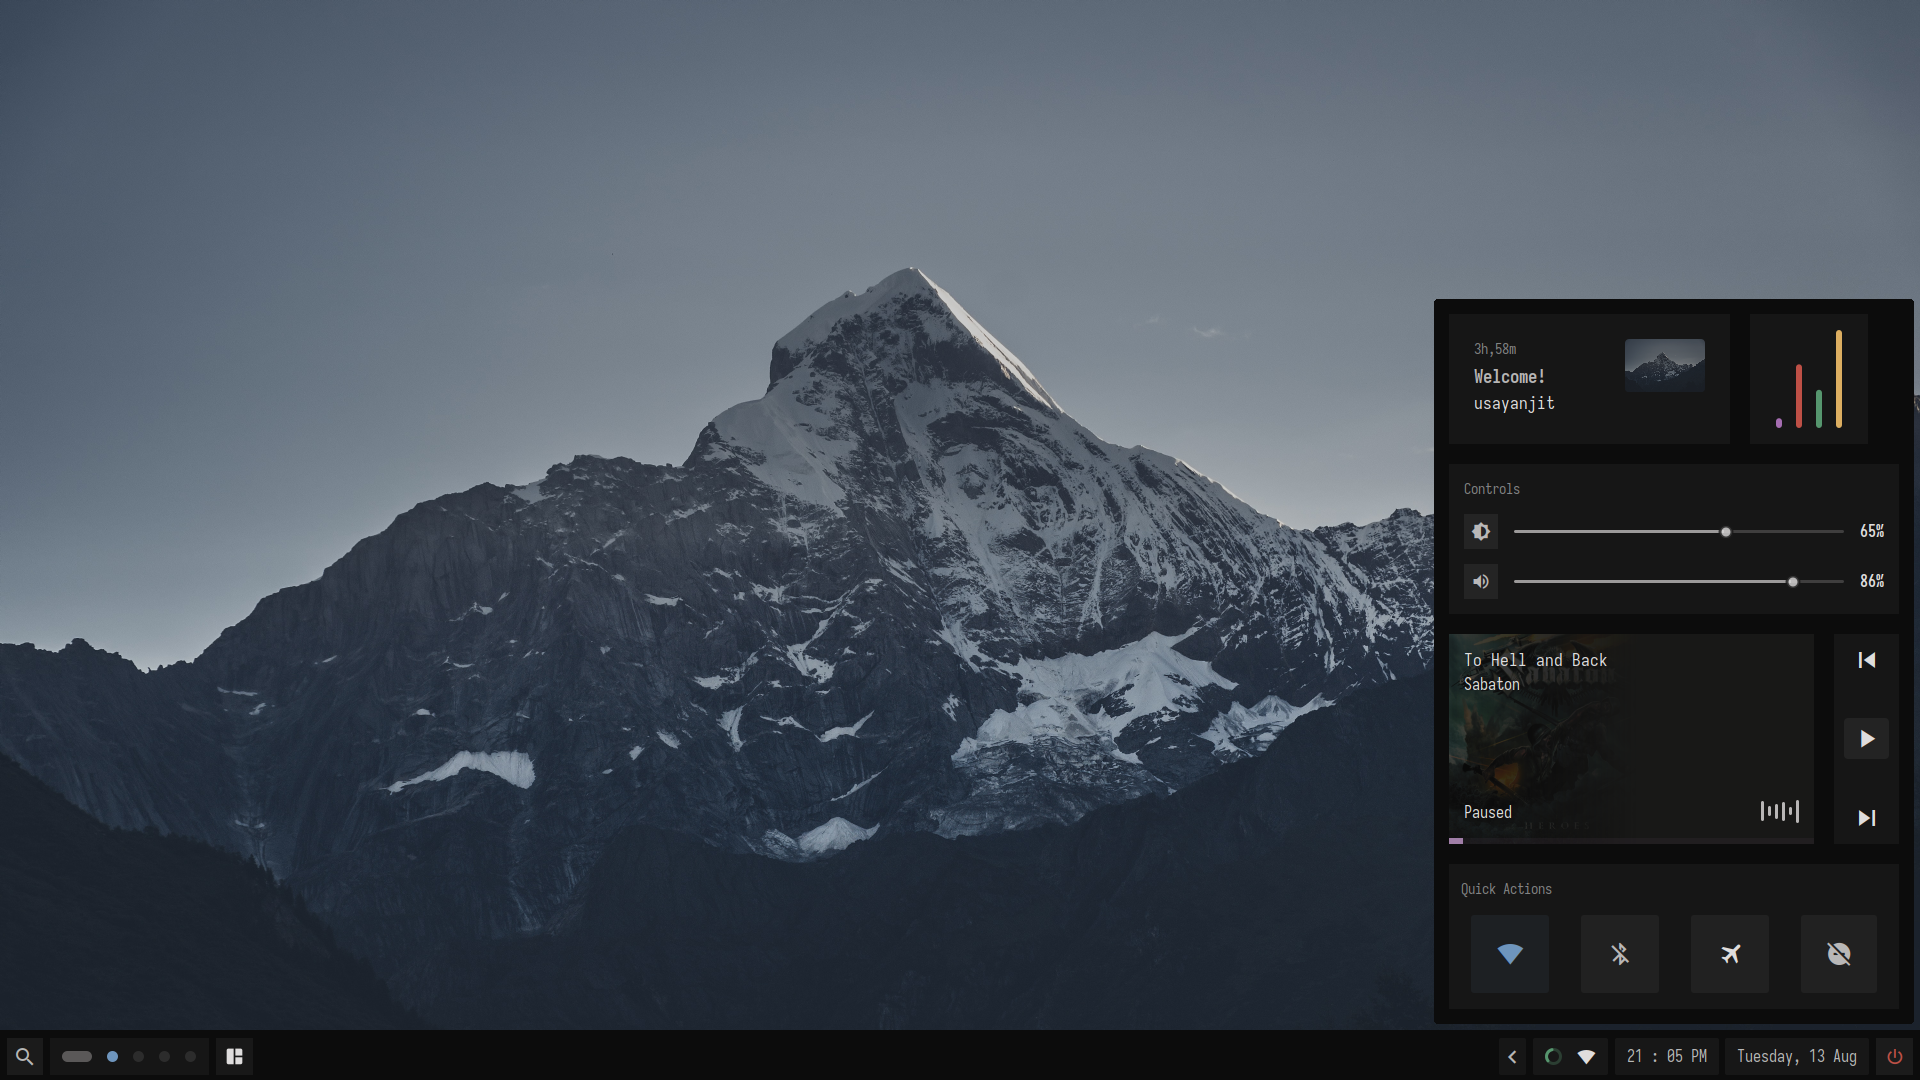 3h,58m
Welcome!
usayanjit
Controls
65%
86%
To Hell and Back
Sabaton
Paused
Quick Actions
21 : 05 PM
Tuesday, 13 Aug